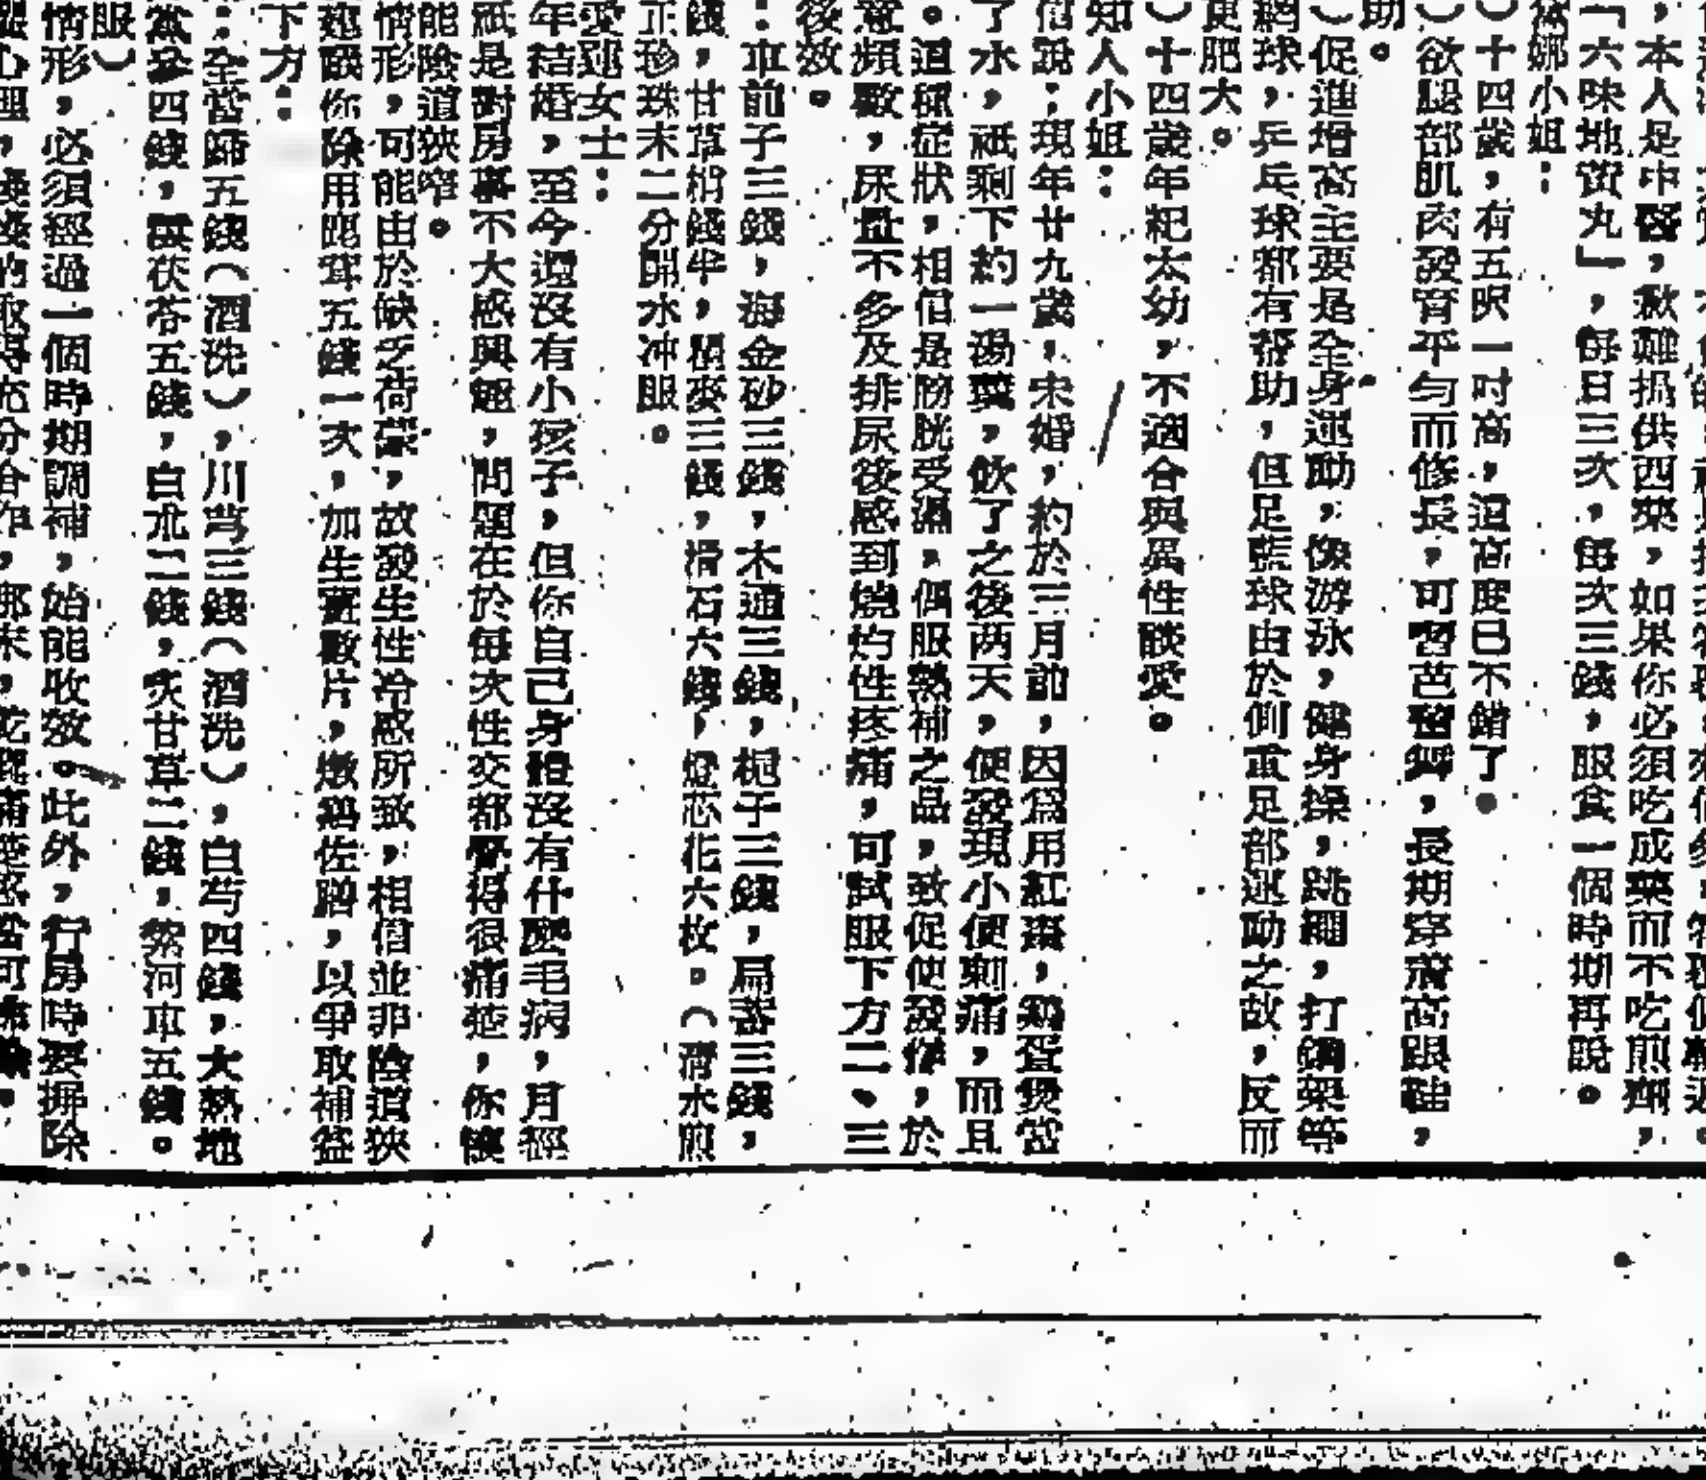 ，本人是中醫，歉難搗供西藥，如果你必須吃成藥而不吃煎劑，
「六味地黄丸」，每日三次，每次三錢，服食一個時期再說。
娜小姐：
）十四歲，有五呎一吋高，這高度已不錯了。
）欲腿部肌肉發育平勻而修長，可習芭蕾舞，長期穿着高跟鞋，
助。
）促進增高主要是全身運動，像游泳，健身操，跳繩，打鋼架等
網球，乒乓球都有帮助，但足籃球由於側重足部運動之故，反而
更肥大。
）十四歲年紀太幼，不適合與異性談愛。
知人小姐：
信說：現年廿九歲，未婚，約於三月前，因爲用紅棗，鷄蛋煲當
了水，祇剩下約一湯藥，飲了之後两天，便發現小便刺痛，而且
。這種症狀，相信是膀胱受濕，偶服熱補之品，致促使發作，於
意頻數，尿量不多及排尿後感到燒灼性疼痛，可試服下方二、三
後效。
：車前子三錢，海金砂三錢，木通三錢，梔子三錢，扁蓄三錢，
錢，甘草梢錢半，瞿麥三錢，滑石六錢，燈芯花六枚。（清水煎
正珍珠末二分開水冲服。
愛蓮女士：
年結婚，至今還沒有小孩子，但你自己身體沒有什麼毛病，月經
祇是對房事不大感興趣，問題在於每次性交都覺得很痛楚，你懷
能陰道狹窄。
情形，可能由於缺乏荷蒙，故發生性冷感所致，相信並非陰道狹
你除用鹿茸五錢一次，加生薑數片，燉鷄佐膳，以爭取補益
下方：
：全當歸五錢（酒洗），川芎三錢（酒洗），白芍四錢，大熟地
黨參四錢，雲茯苓五錢，白朮二錢，炙甘草二錢，紫河車五錢。
服）
情形，必須經過一個時期調補，始能收效。此外，行房時要摒除